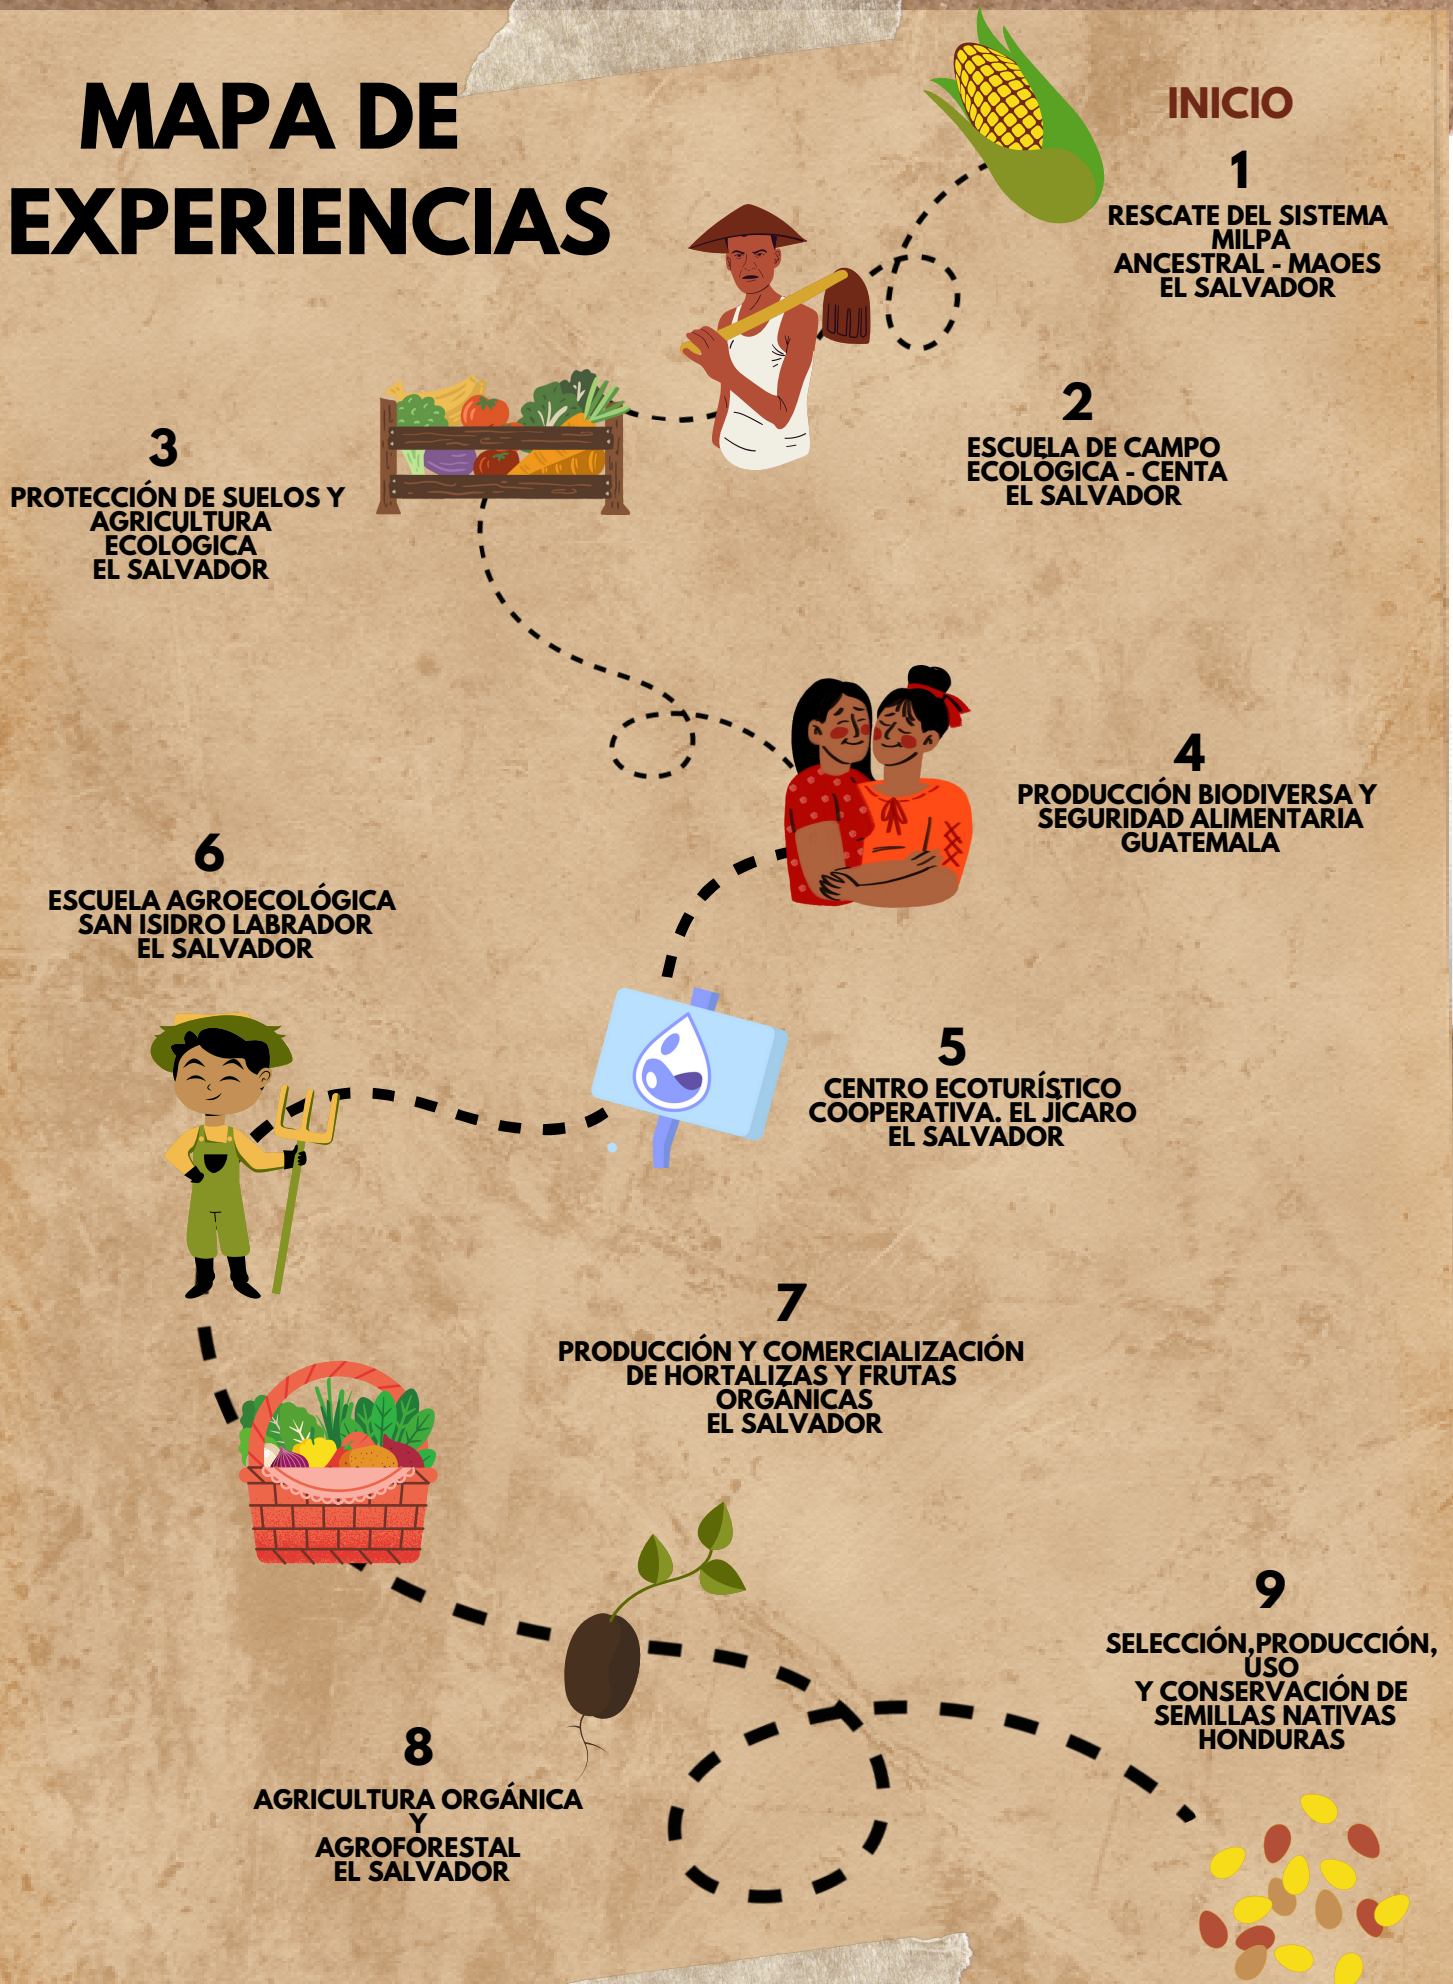 MAPA DE
EXPERIENCIAS
INICIO
1
RESCATE DEL SISTEMA
MILPA
ANCESTRAL - MAOES
EL SALVADOR
2
ESCUELA DE CAMPO
ECOLÓGICA - CENTA
EL SALVADOR
3
PROTECCIÓN DE SUELOS Y
AGRICULTURA
ECOLÓGICA
EL SALVADOR
4
PRODUCCIÓN BIODIVERSA Y
SEGURIDAD ALIMENTARIA
GUATEMALA
5
CENTRO ECOTURÍSTICO
COOPERATIVA. EL JÍCARO
EL SALVADOR
6
ESCUELA AGROECOLÓGICA
SAN ISIDRO LABRADOR
EL SALVADOR
7
PRODUCCIÓN Y COMERCIALIZACIÓN
DE HORTALIZAS Y FRUTAS
ORGÁNICAS
EL SALVADOR
8
AGRICULTURA ORGÁNICA
Y
AGROFORESTAL
EL SALVADOR
9
SELECCIÓN,PRODUCCIÓN,
USO
Y CONSERVACIÓN DE
SEMILLAS NATIVAS
HONDURAS